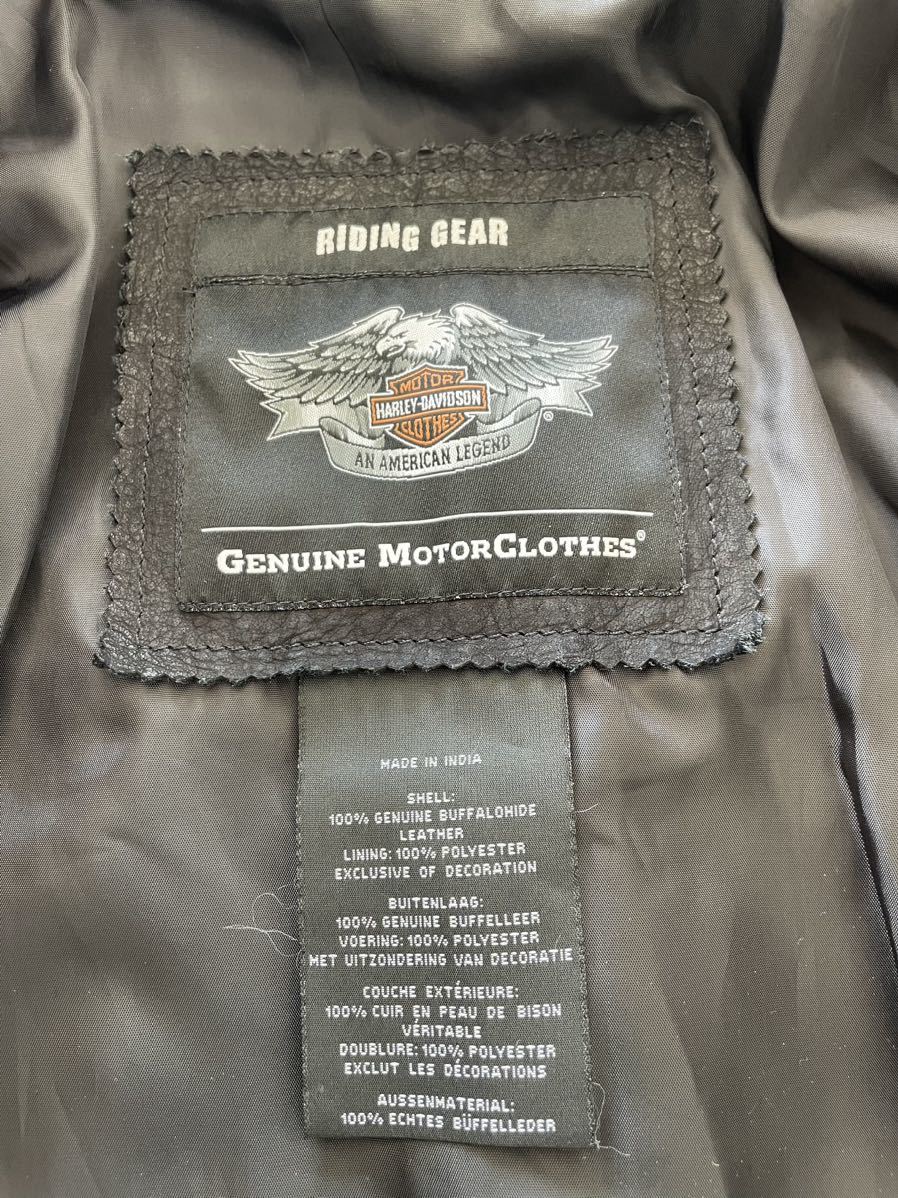 RIDING GEAR
MOTOR
HARLEY-DAVIDSON
CLOTHES
®
AN AMERICAN LEGEND
GENUINE MOTORCLOTHES®
MADE IN INDIA
SHELL:
100% GENUINE BUFFALOHIDE
LEATHER
LINING: 100% POLYESTER
EXCLUSIVE OF DECORATION
BUITENLAAG:
100% GENUINE BUFFELLEER
VOERING: 100% POLYESTER
MET UITZONDERING VAN DECORATIE
COUCHE EXTÉRIEURE:
100% CUIR EN PEAU DE BISON
VÉRITABLE
DOUBLURE: 100% POLYESTER
EXCLUT LES DÉCORATIONS
AUSSENMATERIAL:
100% ECHTES BÜFFELLEDER